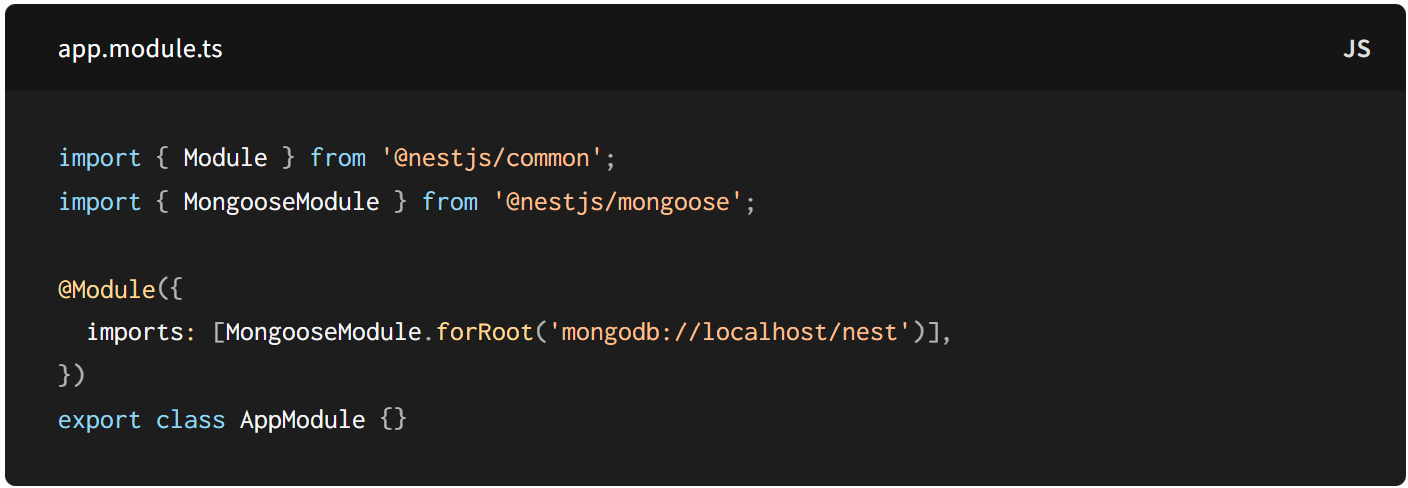 app.module.ts
JS
import { Module } from '@nestjs/common';
import { MongooseModule } from '@nestjs/mongoose';
@Module({
  imports: [MongooseModule.forRoot('mongodb://localhost/nest')],
})
export class AppModule {}